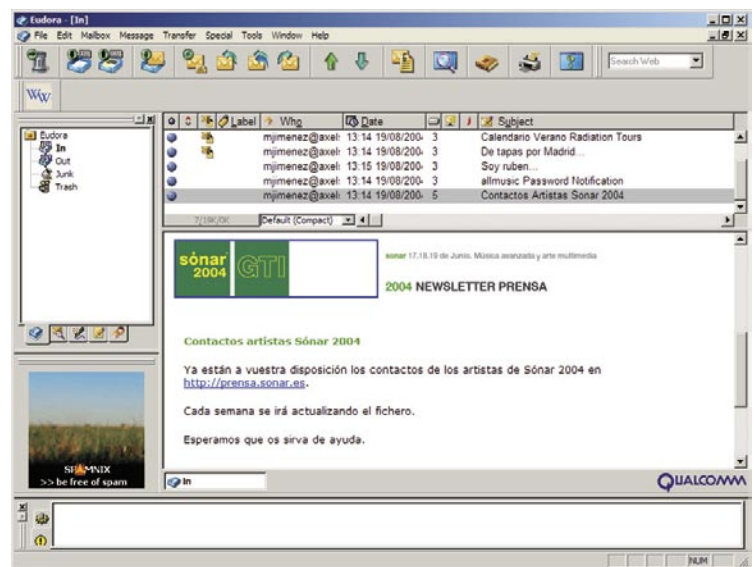 Eudora - [In]
File Edit Mailbox Message Transfer Special Tools Window Help
Search Web
WW
Label Who Date Subject
mjimenez@axel: 13:14 19/08/200 3 Calendario Verano Radiation Tours
mjimenez@axel: 13:14 19/08/200 3 De tapas por Madrid...
mjimenez@axel: 13:15 19/08/200 3 Soy ruben...
mjimenez@axel: 13:14 19/08/200 3 allmusic Password Notification
mjimenez@axel: 13:14 19/08/200 5 Contactos Artistas Sonar 2004
Eudora
In
Out
Junk
Trash
7/19K/0K Default (Compact)
sónar
2004
GTI
sonar 17.18.19 de Junio. Música avanzada y arte multimedia
2004 NEWSLETTER PRENSA
Contactos artistas Sónar 2004
Ya están a vuestra disposición los contactos de los artistas de Sónar 2004 en
http://prensa.sonar.es.
Cada semana se irá actualizando el fichero.
Esperamos que os sirva de ayuda.
SPAMNIX
>> be free of spam
In
QUALCOMM
NUM